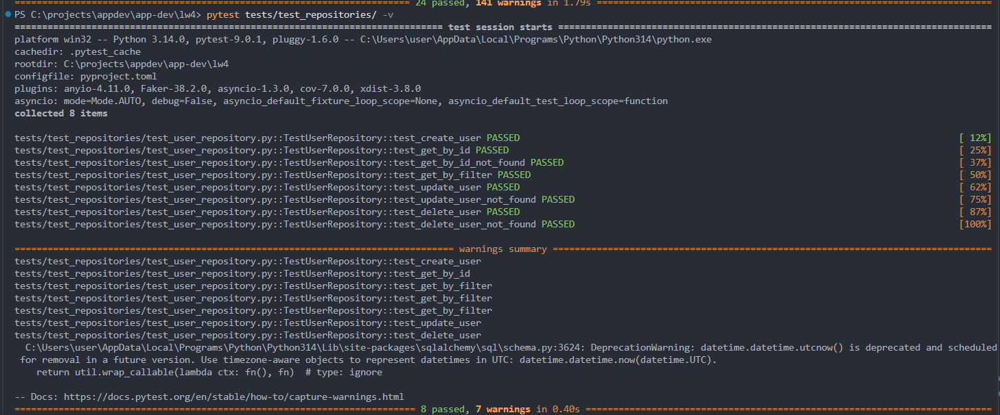 ========================================================================= 24 passed, 141 warnings in 1.79s =========================================================================
PS C:\projects\appdev\app-dev\lw4> pytest tests/test_repositories/ -v
============================================================================== test session starts ===============================================================================
platform win32 -- Python 3.14.0, pytest-9.0.1, pluggy-1.6.0 -- C:\Users\user\AppData\Local\Programs\Python\Python314\python.exe
cachedir: .pytest_cache
rootdir: C:\projects\appdev\app-dev\lw4
configfile: pyproject.toml
plugins: anyio-4.11.0, Faker-38.2.0, asyncio-1.3.0, cov-7.0.0, xdist-3.8.0
asyncio: mode=Mode.AUTO, debug=False, asyncio_default_fixture_loop_scope=None, asyncio_default_test_loop_scope=function
collected 8 items
tests/test_repositories/test_user_repository.py::TestUserRepository::test_create_user PASSED [ 12%]
tests/test_repositories/test_user_repository.py::TestUserRepository::test_get_by_id PASSED [ 25%]
tests/test_repositories/test_user_repository.py::TestUserRepository::test_get_by_id_not_found PASSED [ 37%]
tests/test_repositories/test_user_repository.py::TestUserRepository::test_get_by_filter PASSED [ 50%]
tests/test_repositories/test_user_repository.py::TestUserRepository::test_update_user PASSED [ 62%]
tests/test_repositories/test_user_repository.py::TestUserRepository::test_update_user_not_found PASSED [ 75%]
tests/test_repositories/test_user_repository.py::TestUserRepository::test_delete_user PASSED [ 87%]
tests/test_repositories/test_user_repository.py::TestUserRepository::test_delete_user_not_found PASSED [100%]
================================================================================ warnings summary ================================================================================
tests/test_repositories/test_user_repository.py::TestUserRepository::test_create_user
tests/test_repositories/test_user_repository.py::TestUserRepository::test_get_by_id
tests/test_repositories/test_user_repository.py::TestUserRepository::test_get_by_filter
tests/test_repositories/test_user_repository.py::TestUserRepository::test_get_by_filter
tests/test_repositories/test_user_repository.py::TestUserRepository::test_get_by_filter
tests/test_repositories/test_user_repository.py::TestUserRepository::test_update_user
tests/test_repositories/test_user_repository.py::TestUserRepository::test_delete_user
C:\Users\user\AppData\Local\Programs\Python\Python314\Lib\site-packages\sqlalchemy\sql\schema.py:3624: DeprecationWarning: datetime.datetime.utcnow() is deprecated and scheduled
for removal in a future version. Use timezone-aware objects to represent datetimes in UTC: datetime.datetime.now(datetime.UTC).
return util.wrap_callable(lambda ctx: fn(), fn)  # type: ignore
-- Docs: https://docs.pytest.org/en/stable/how-to/capture-warnings.html
========================================================================= 8 passed, 7 warnings in 0.40s ==========================================================================